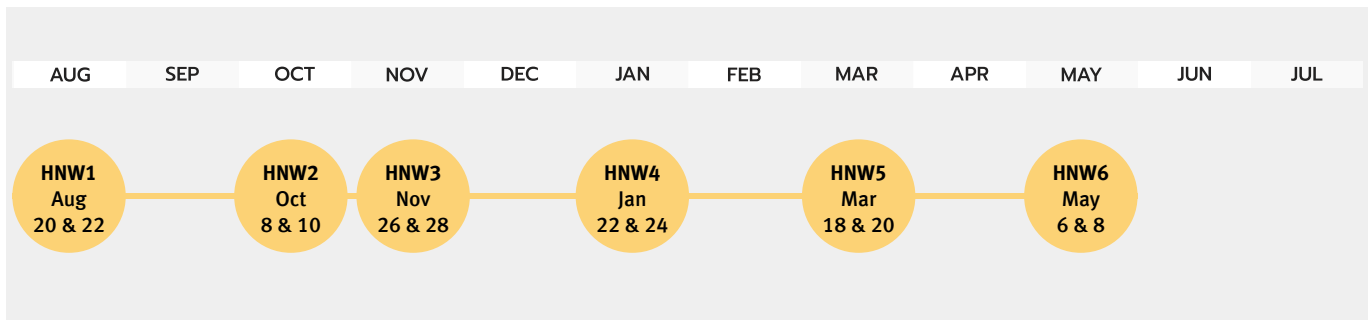 AUG SEP OCT NOV DEC JAN FEB MAR APR MAY JUN JUL
HNW1
Aug
20 & 22
HNW2
Oct
8 & 10
HNW3
Nov
26 & 28
HNW4
Jan
22 & 24
HNW5
Mar
18 & 20
HNW6
May
6 & 8